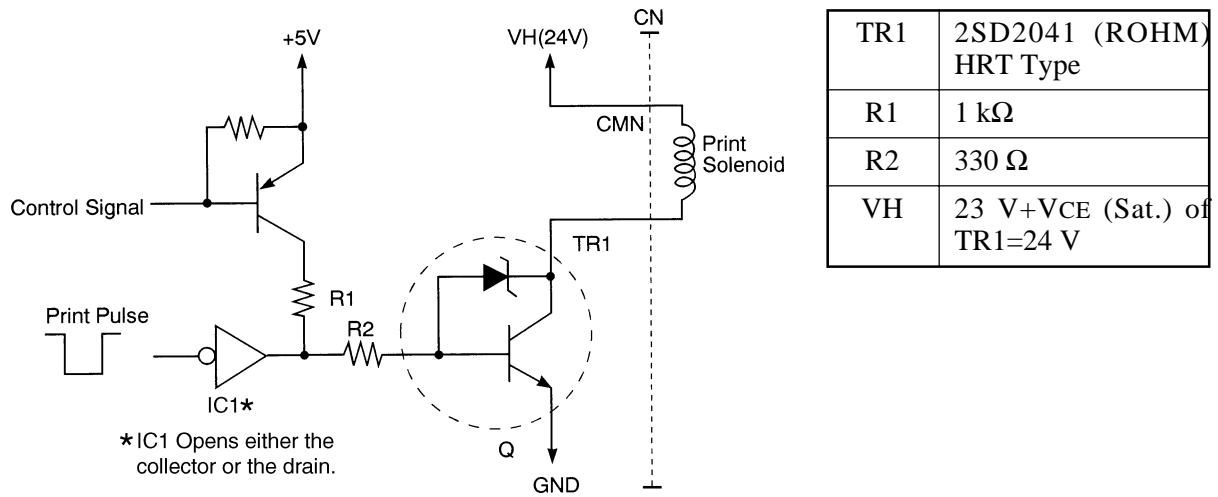 +5V
VH(24V)
CN
CMN
Print
Solenoid
Control Signal
TR1
R1
Print Pulse
R2
IC1*
*IC1 Opens either the
collector or the drain.
Q
GND
TR1 2SD2041 (ROHM)
HRT Type
R1 1 kΩ
R2 330 Ω
VH 23 V+VCE (Sat.) of
TR1=24 V